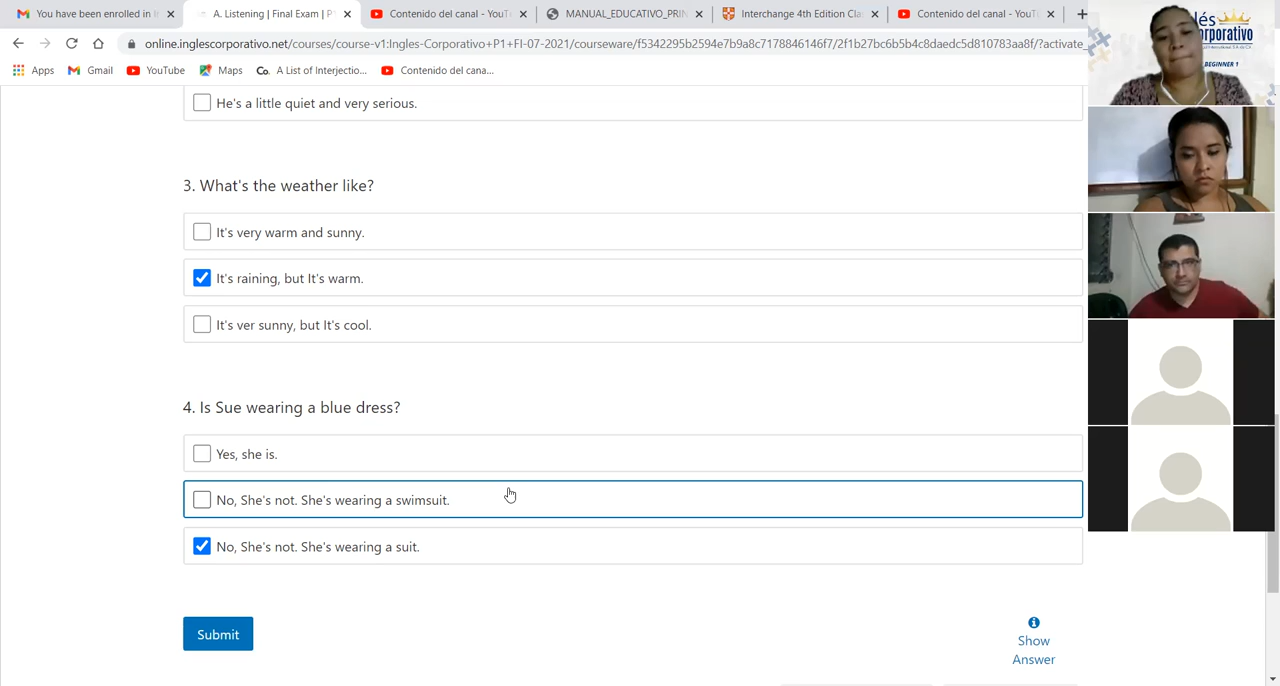 You have been enrolled in
A. Listening | Final Exam | P
Contenido del canal - YouT
MANUAL_EDUCATIVO_PRIN
Interchange 4th Edition Cla
Contenido del canal - YouT
online.inglescorporativo.net/courses/course-v1:Ingles-Corporativo+P1+FI-07-2021/courseware/f5342295b2594e7b9a8c7178846146f7/2f1b27bc6b5b4c8daedc5d810783aa8f/?activate_
Apps
Gmail
YouTube
Maps
Co.
A List of Interjectio...
Contenido del cana...
glés
orporativo
BEGINNER 1
He's a little quiet and very serious.
3. What's the weather like?
It's very warm and sunny.
It's raining, but It's warm.
It's ver sunny, but It's cool.
4. Is Sue wearing a blue dress?
Yes, she is.
No, She's not. She's wearing a swimsuit.
No, She's not. She's wearing a suit.
Submit
Show
Answer